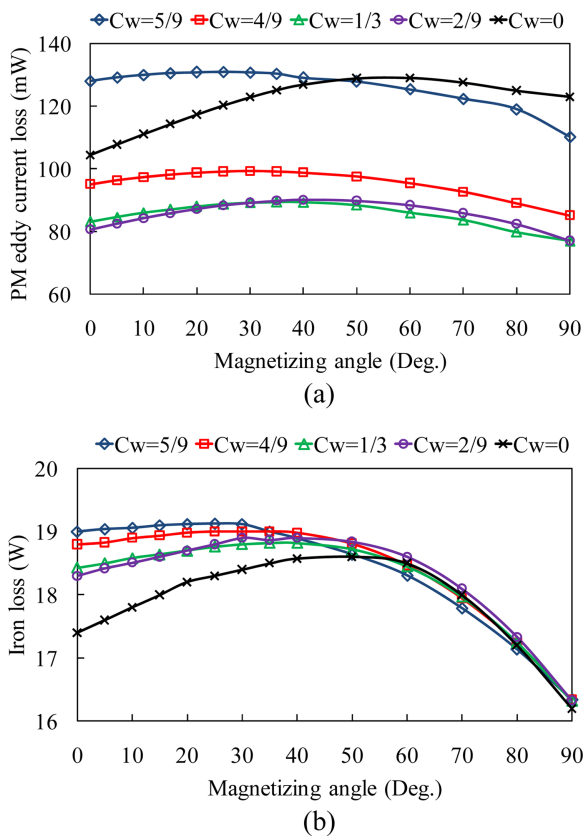 Cw=5/9 Cw=4/9 Cw=1/3 Cw=2/9 Cw=0
PM eddy current loss (mW)
140
120
100
80
60
0 10 20 30 40 50 60 70 80 90
Magnetizing angle (Deg.)
(a)
Cw=5/9 Cw=4/9 Cw=1/3 Cw=2/9 Cw=0
Iron loss (W)
20
19
18
17
16
0 10 20 30 40 50 60 70 80 90
Magnetizing angle (Deg.)
(b)